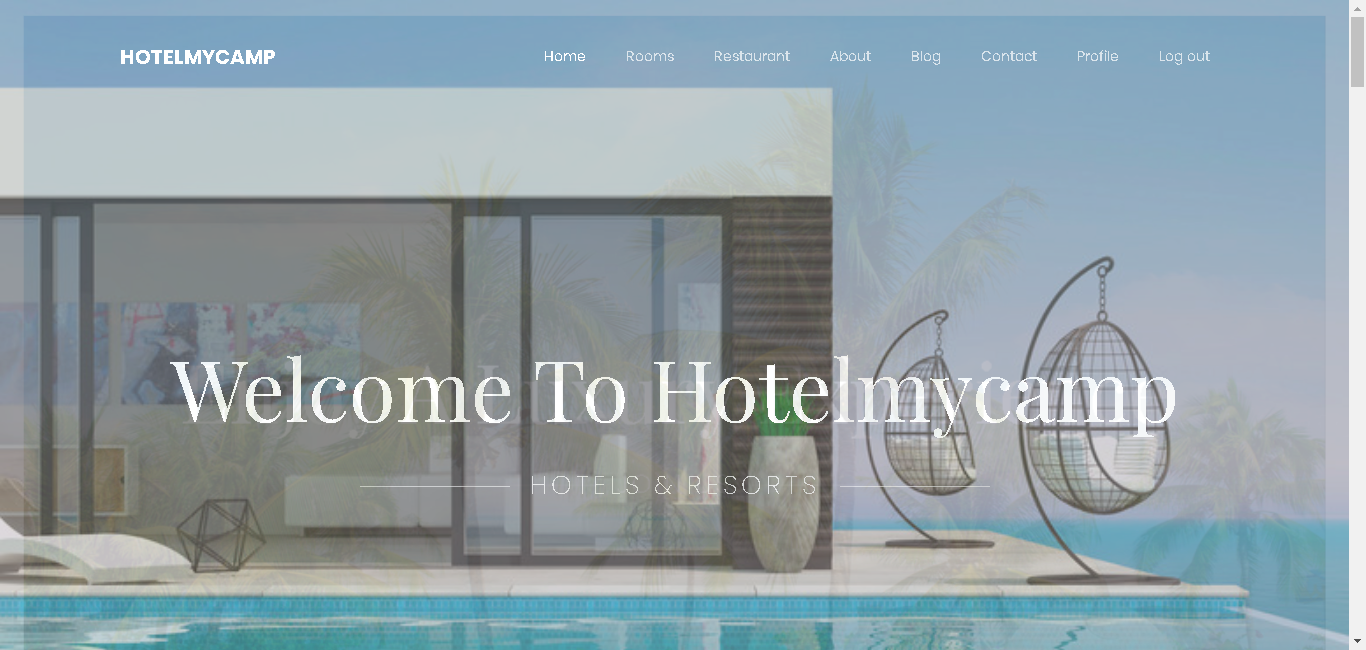 HOTELMYCAMP
Home Rooms Restaurant About Blog Contact Profile Log out
Welcome To Hotelmycamp
HOTELS & RESORTS